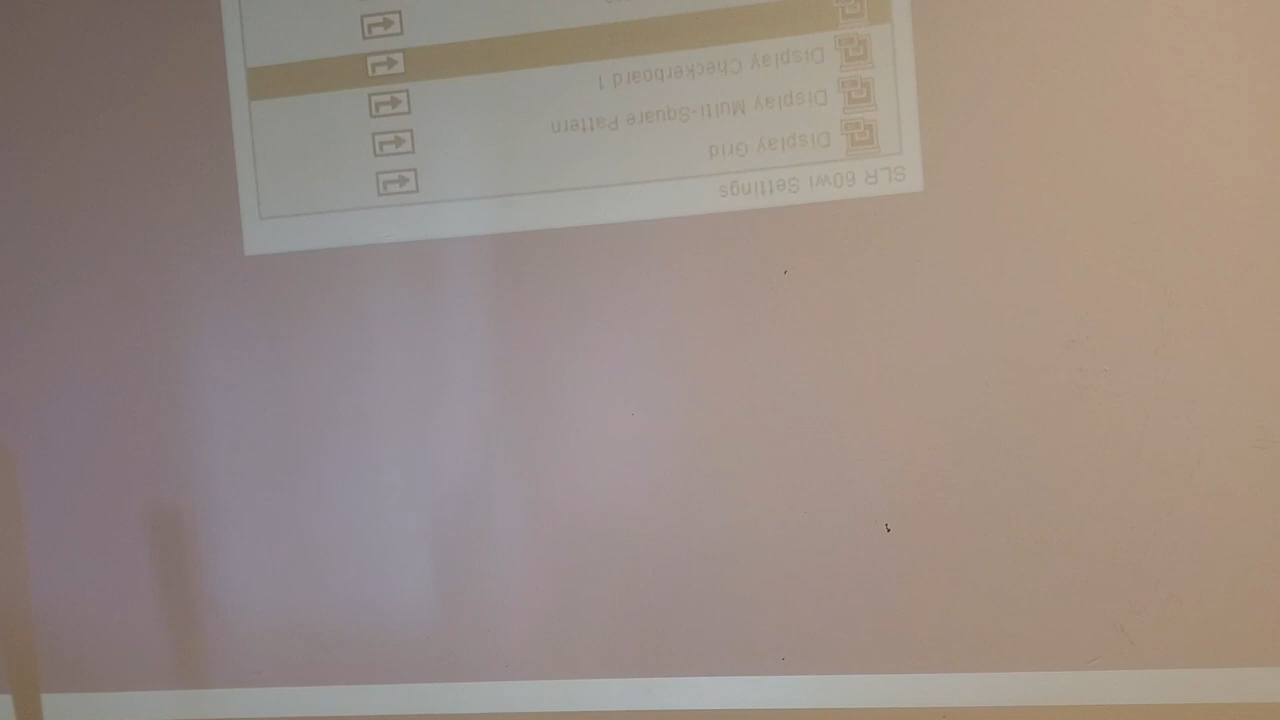 SLR 60wi Settings
Display Grid
Display Multi-Square Pattern
Display Checkerboard 1